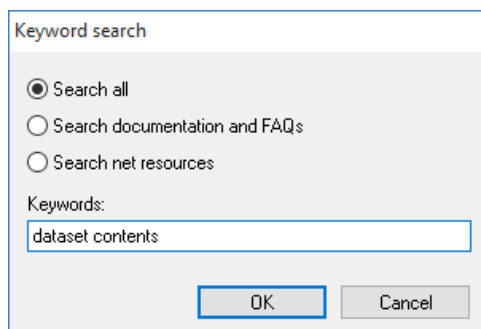 Keyword search
Search all
Search documentation and FAQs
Search net resources
Keywords:
dataset contents
OK Cancel